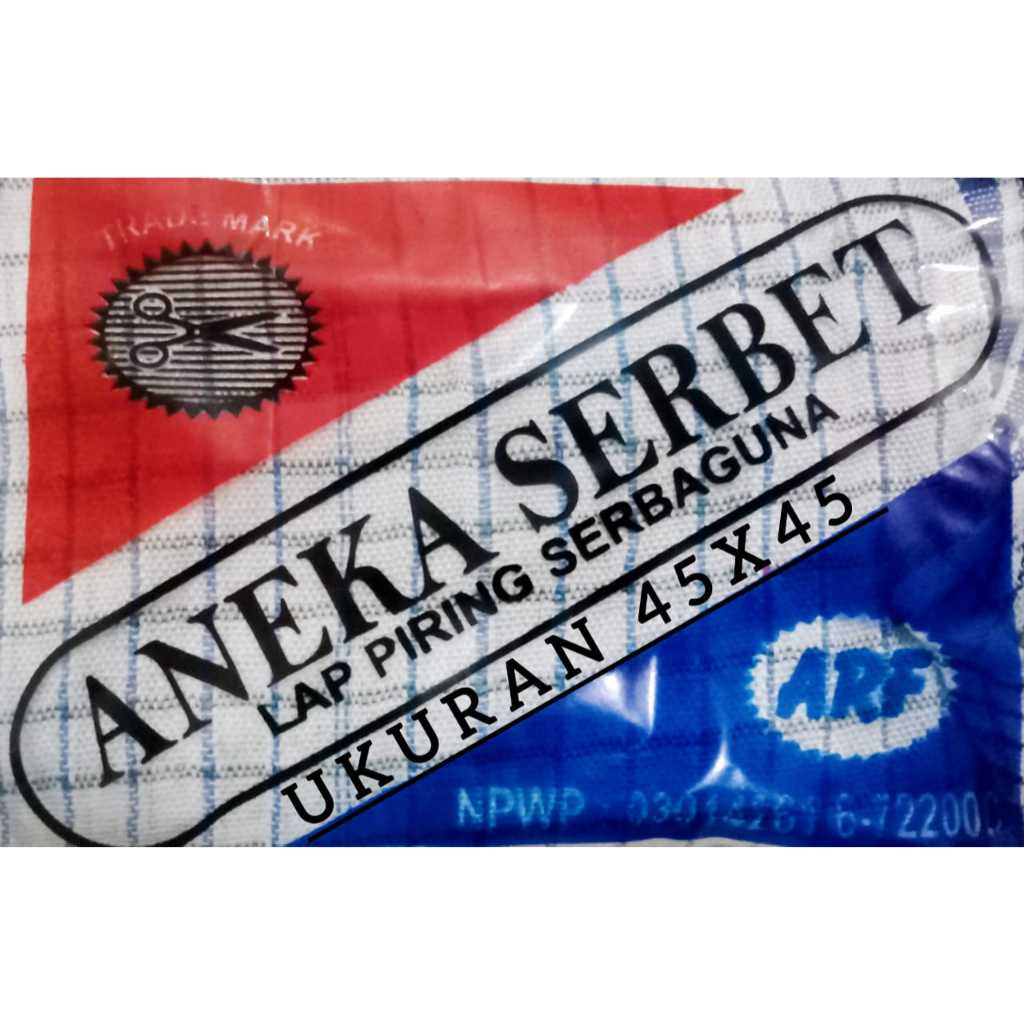 TRADE MARK
ANEKA SERBET
LAP PIRING SERBAGUNA
UKURAN 45X45
ARF
NPWP